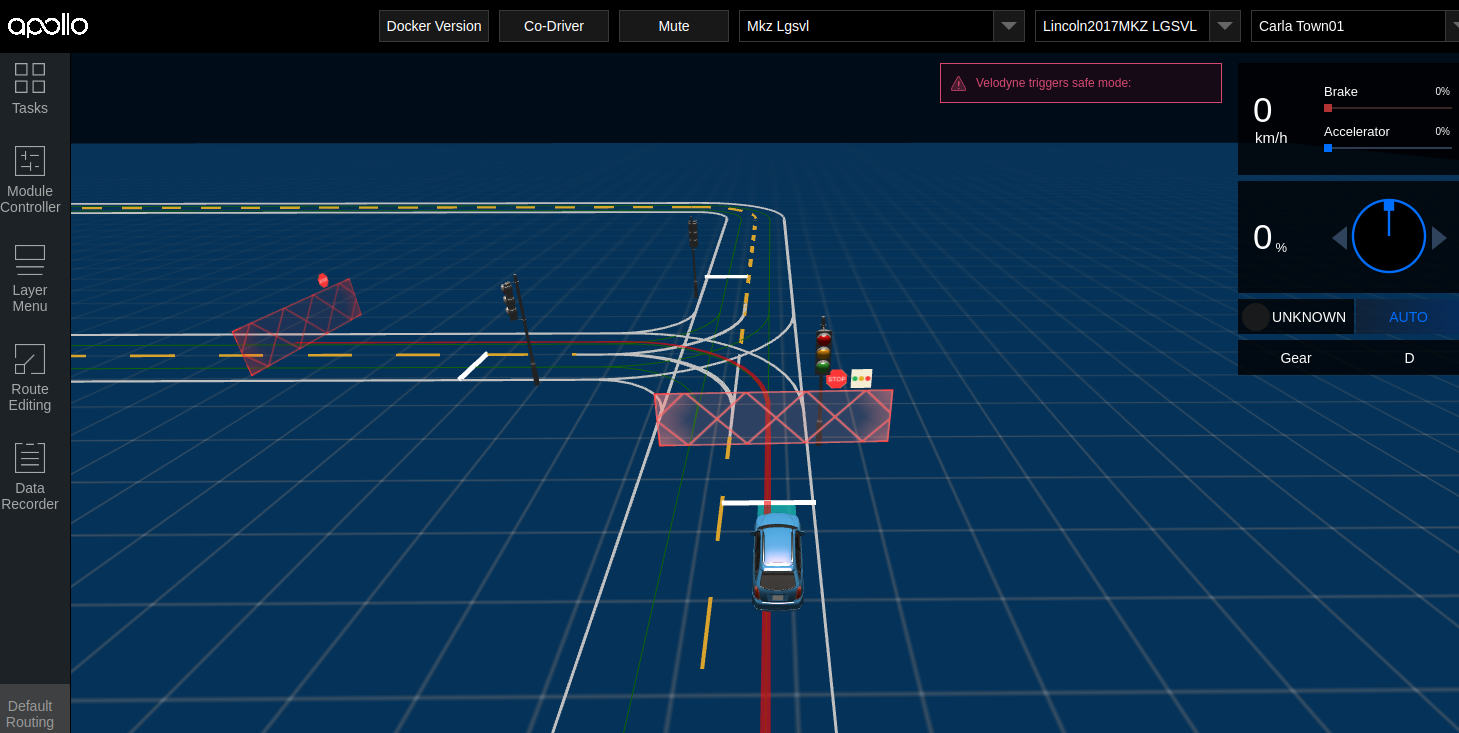 apollo
Docker Version
Co-Driver
Mute
Mkz Lgsvl
Lincoln2017MKZ LGSVL
Carla Town01
Tasks
Module
Controller
Layer
Menu
Route
Editing
Data
Recorder
Default
Routing
Velodyne triggers safe mode:
STOP
0
km/h
Brake
0%
Accelerator
0%
0 %
UNKNOWN
AUTO
Gear
D